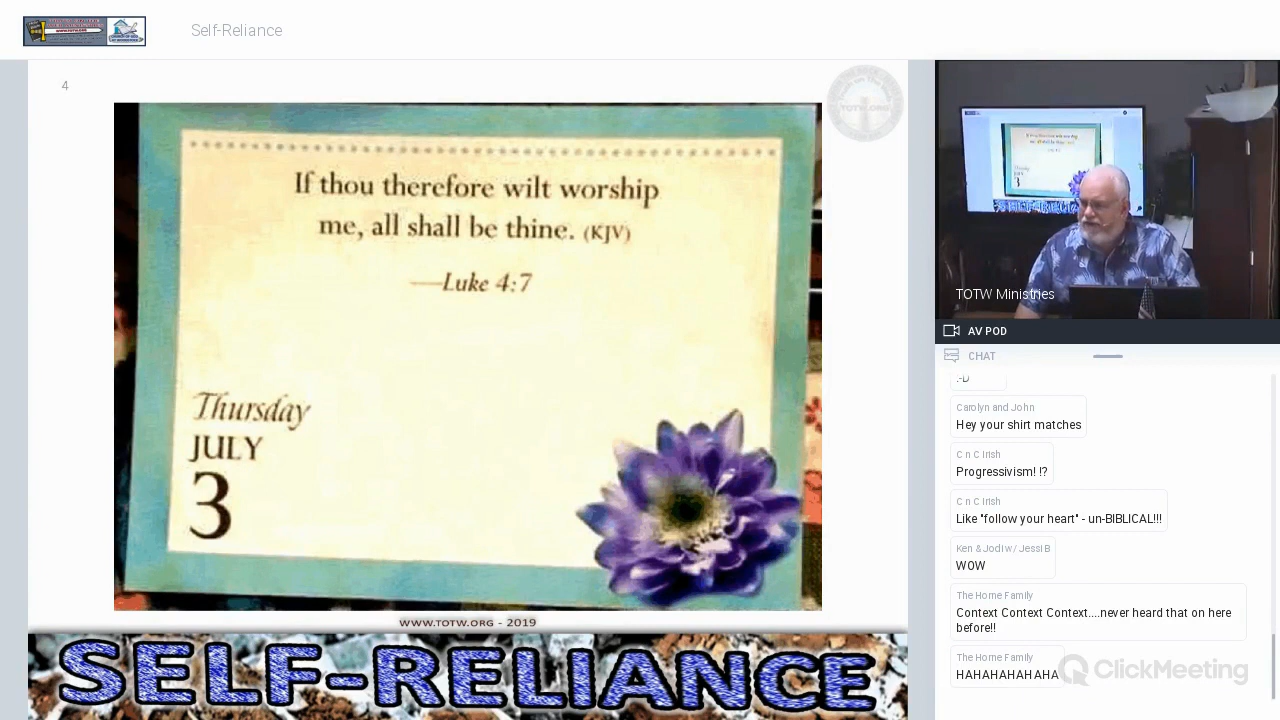 Self-Reliance
4
TOTW.ORG
If thou therefore wilt worship
me, all shall be thine. (KJV)
—Luke 4:7
Thursday
JULY
3
WWW.TOTW.ORG - 2019
SELF-RELIANCE
TOTW Ministries
AV POD
CHAT
:-D
Carolyn and John
Hey your shirt matches
C n C Irish
Progressivism! !?
C n C Irish
Like "follow your heart" - un-BIBLICAL!!!
Ken & Jodi w/ Jessi B
WOW
The Home Family
Context Context Context....never heard that on here
before!!
The Home Family
HAHAHAHAHAHA
ClickMeeting